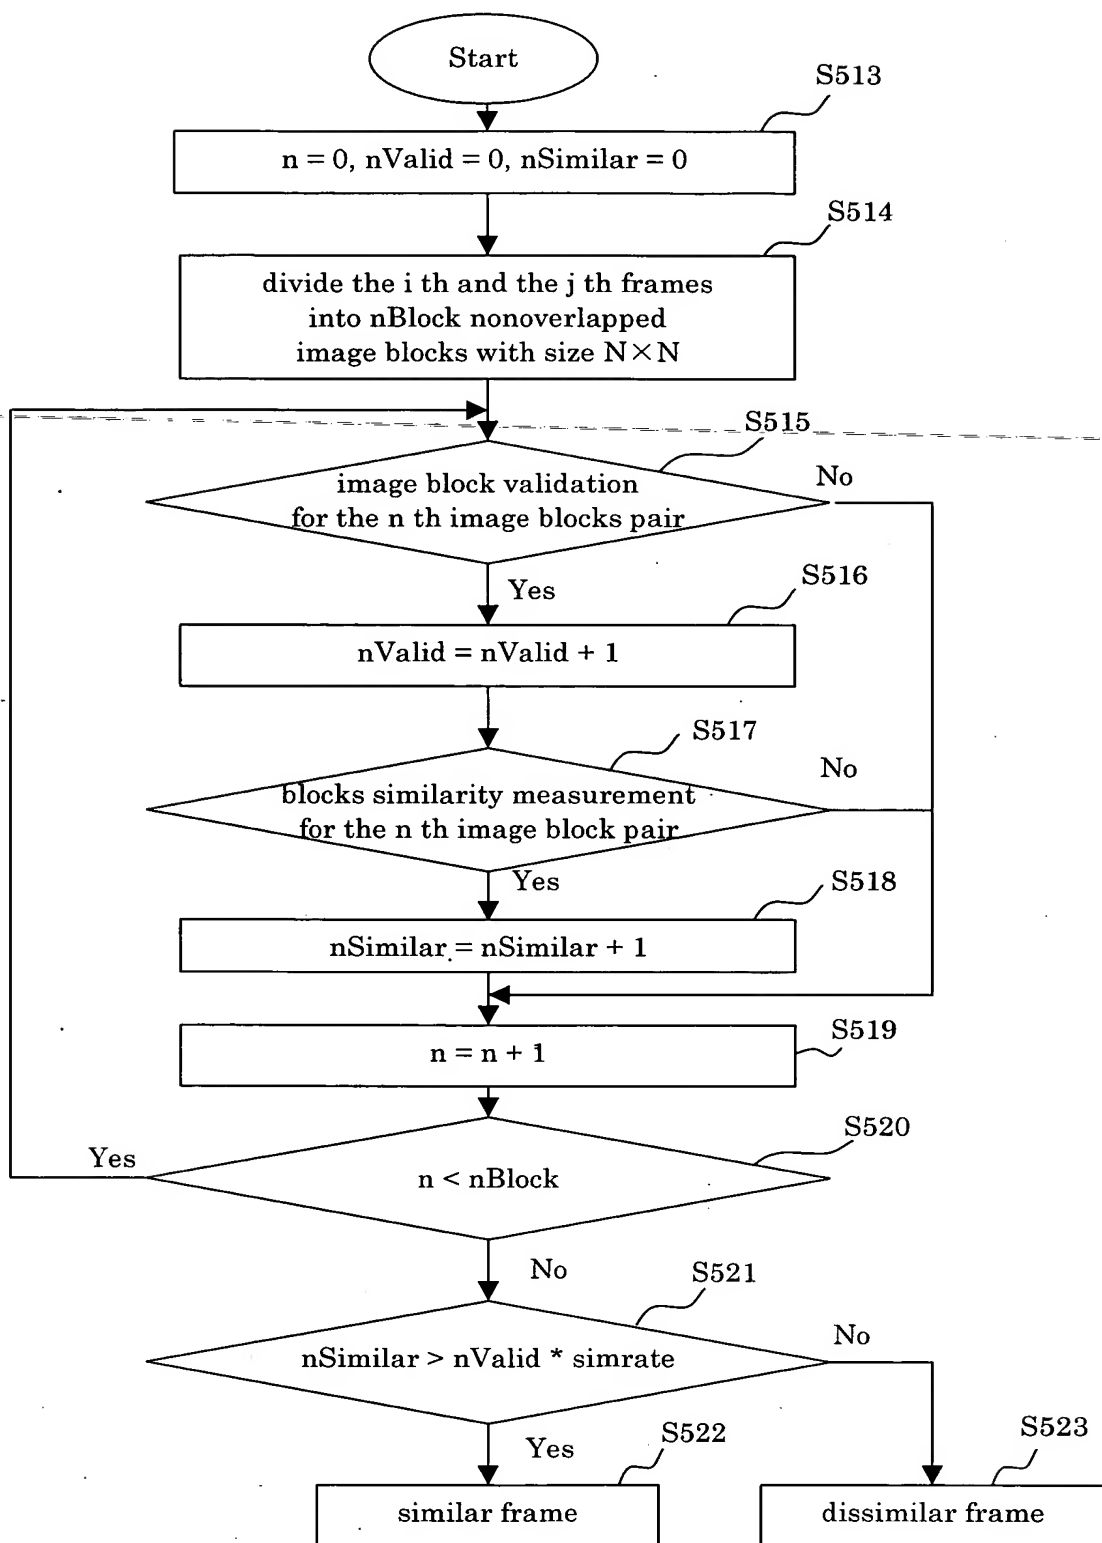 Start
S513
n = 0, nValid = 0, nSimilar = 0
S514
divide the i th and the j th frames
into nBlock nonoverlapped
image blocks with size N×N
S515
image block validation
for the n th image blocks pair
No
Yes
S516
nValid = nValid + 1
S517
blocks similarity measurement
for the n th image block pair
No
Yes
S518
nSimilar = nSimilar + 1
S519
n = n + 1
S520
Yes
n < nBlock
No
S521
nSimilar > nValid * simrate
No
Yes
S522
S523
similar frame
dissimilar frame